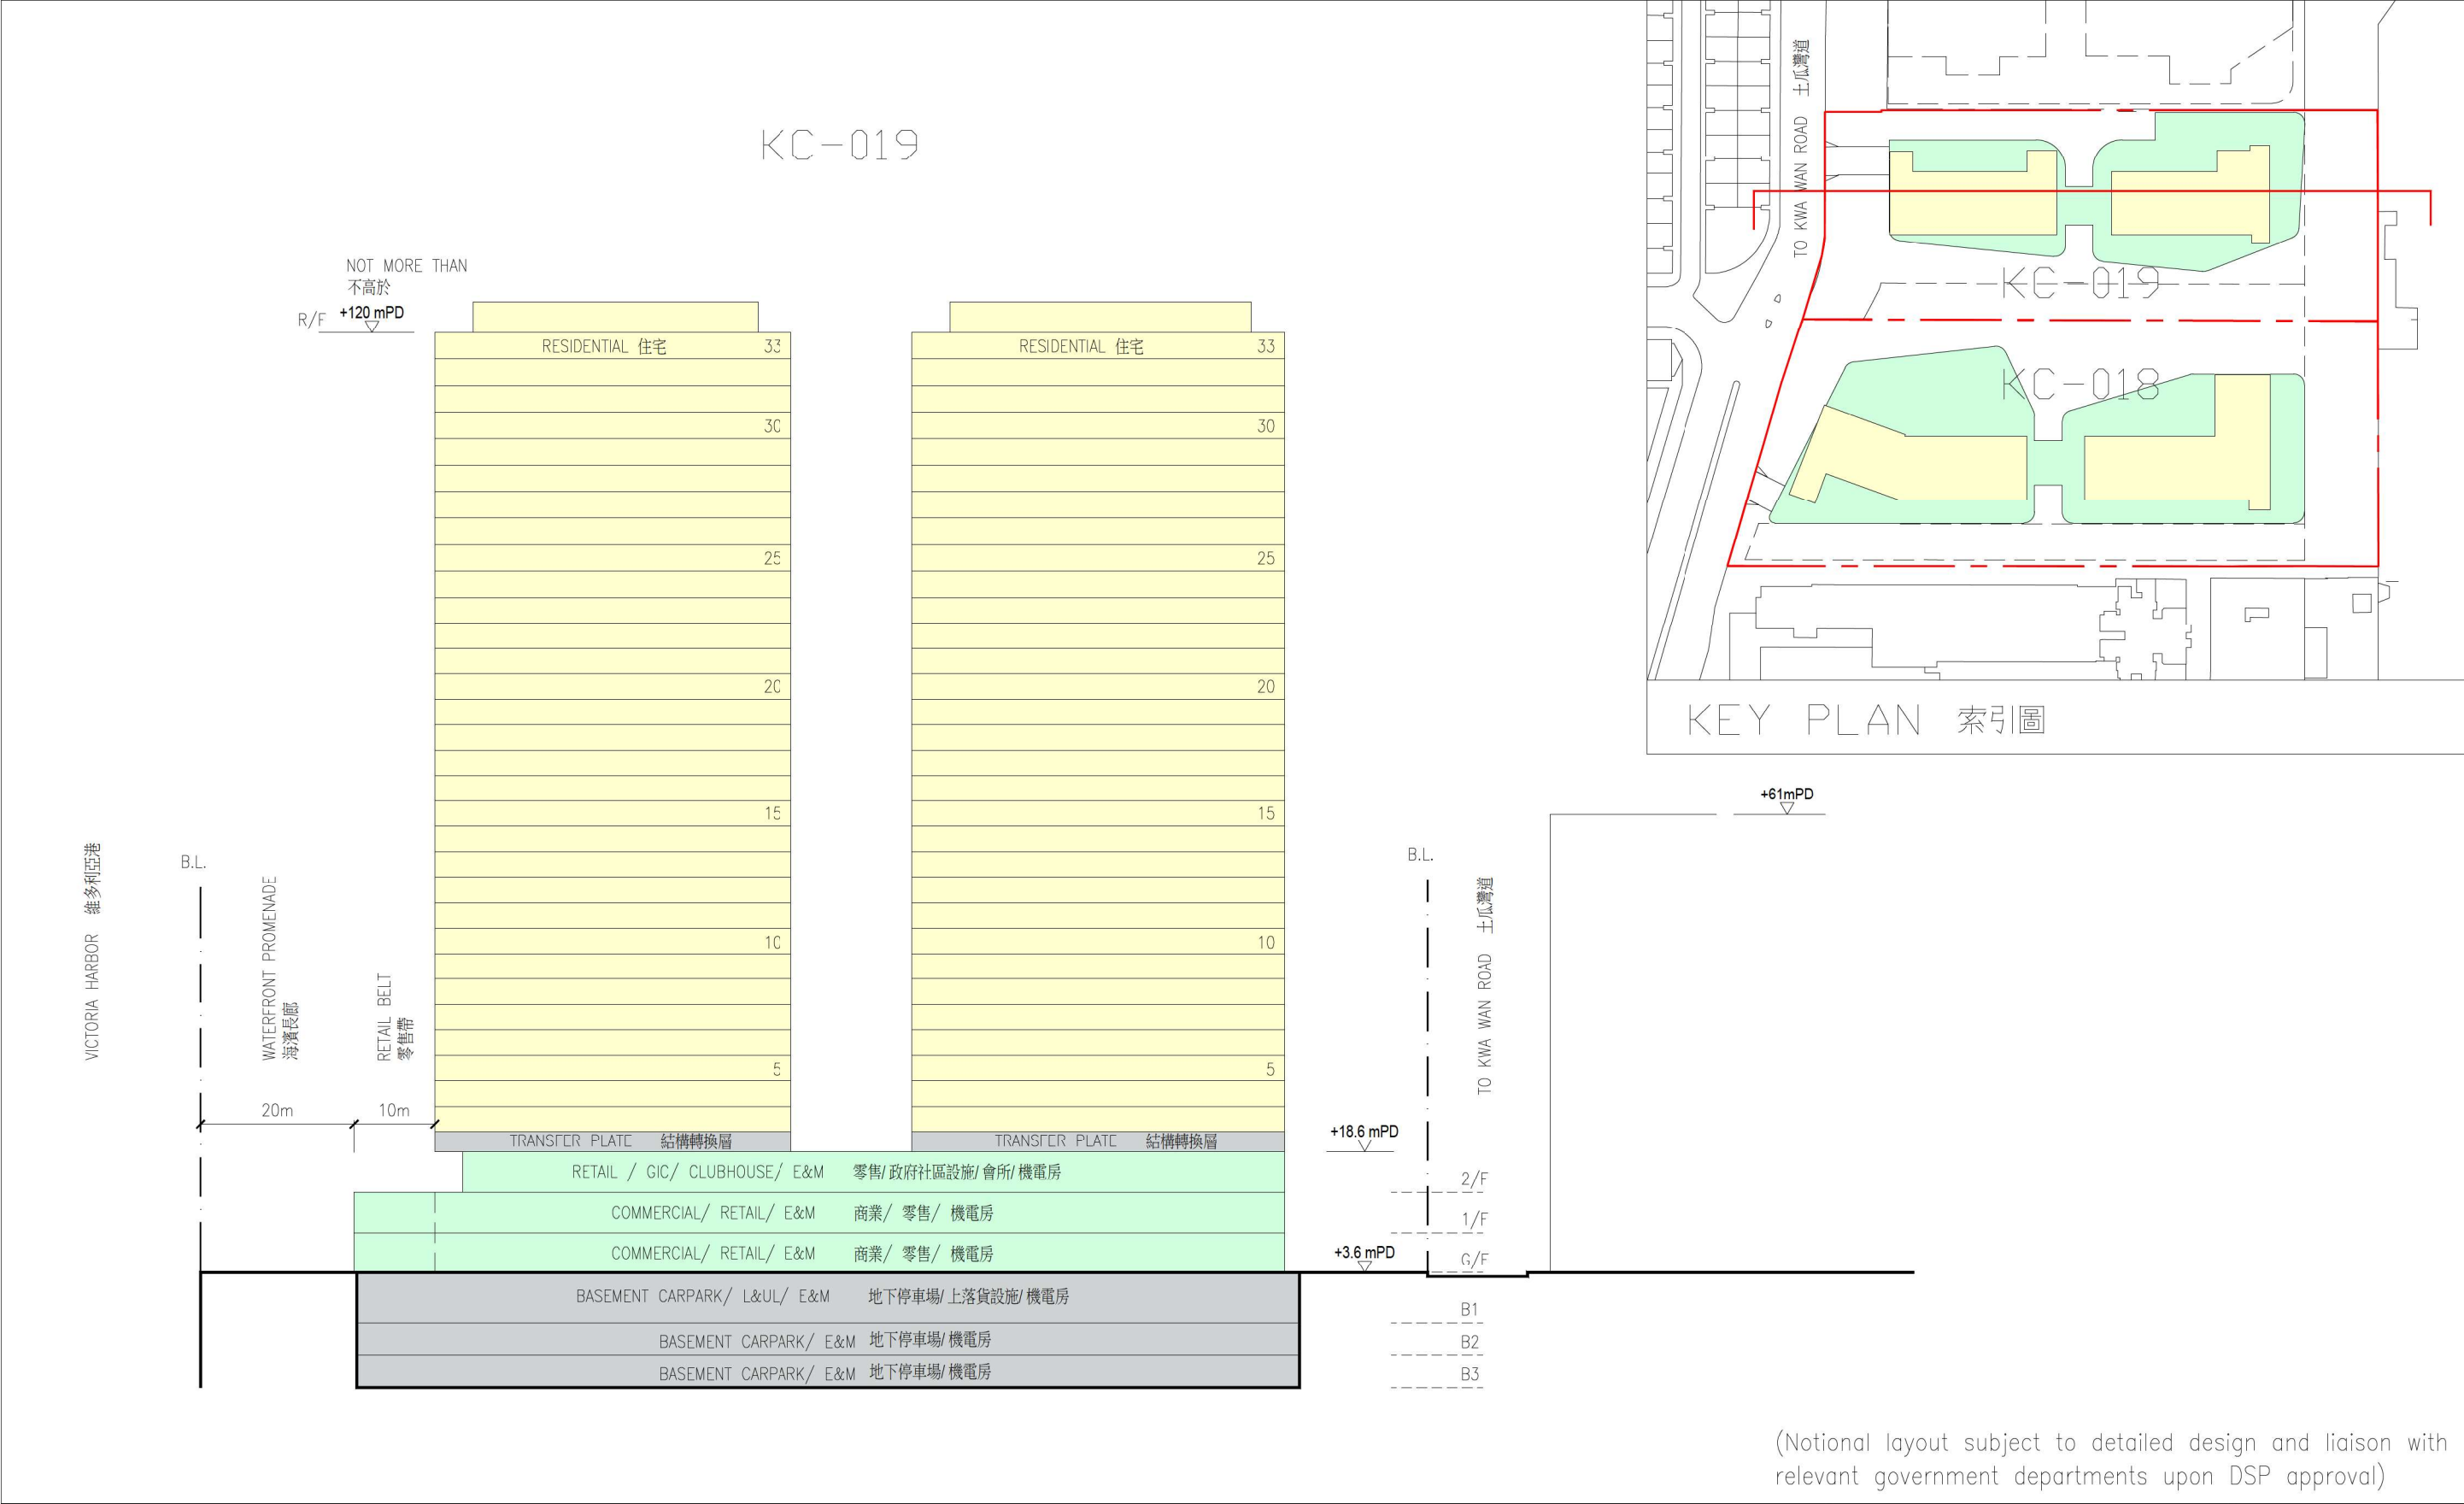 KC-019
NOT MORE THAN
不高於
R/F +120 mPD
RESIDENTIAL 住宅 33
30
25
20
15
10
5
RESIDENTIAL 住宅 33
30
25
20
15
10
5
TRANSFER PLATE 結構轉換層
TRANSFER PLATE 結構轉換層
RETAIL / GIC/ CLUBHOUSE/ E&M 零售/政府社區設施/會所/機電房
COMMERCIAL/ RETAIL/ E&M 商業/ 零售/ 機電房
COMMERCIAL/ RETAIL/ E&M 商業/ 零售/ 機電房
BASEMENT CARPARK/ L&UL/ E&M 地下停車場/上落貨設施/機電房
BASEMENT CARPARK/ E&M 地下停車場/機電房
BASEMENT CARPARK/ E&M 地下停車場/機電房
VICTORIA HARBOR 維多利亞港
B.L.
WATERFRONT PROMENADE
海濱長廊
RETAIL BELT
零售帶
20m
10m
+18.6 mPD
+3.6 mPD
B.L.
TO KWA WAN ROAD 土瓜灣道
2/F
1/F
G/F
B1
B2
B3
+61mPD
TO KWA WAN ROAD 土瓜灣道
KC-019
KC-018
KEY PLAN 索引圖
(Notional layout subject to detailed design and liaison with
relevant government departments upon DSP approval)